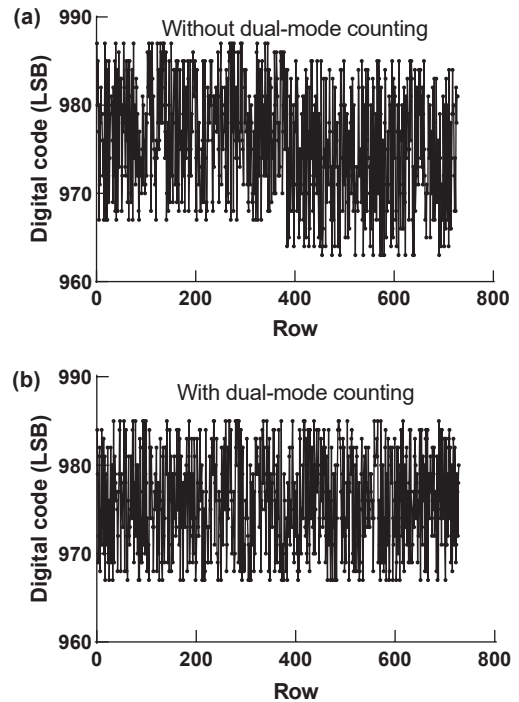 (a)
Without dual-mode counting
Digital code (LSB)
990
980
970
960
0 200 400 600 800
Row
(b)
With dual-mode counting
Digital code (LSB)
990
980
970
960
0 200 400 600 800
Row